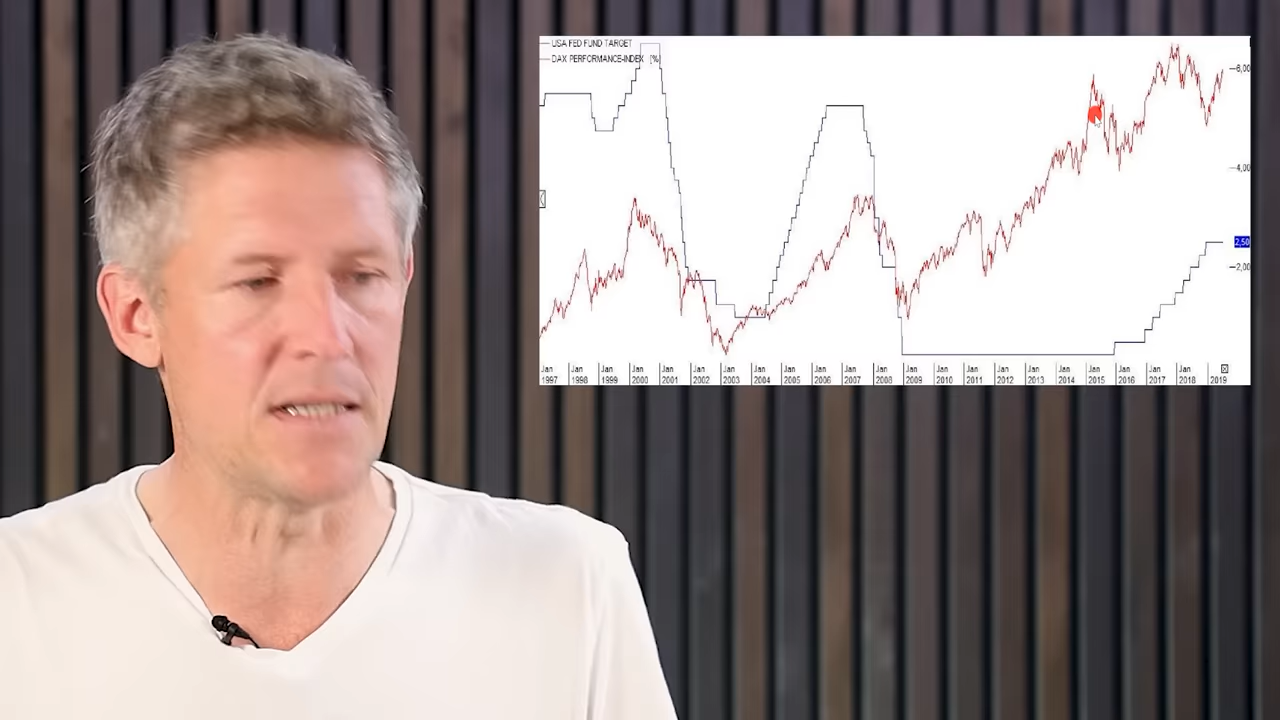 USA FED FUND TARGET
DAX PERFORMANCE-INDEX [%]
6,00
4,00
2,50
2,00
Jan Jan Jan Jan Jan Jan Jan Jan Jan Jan Jan Jan Jan Jan Jan Jan Jan Jan Jan Jan Jan Jan Jan
1997 1998 1999 2000 2001 2002 2003 2004 2005 2006 2007 2008 2009 2010 2011 2012 2013 2014 2015 2016 2017 2018 2019